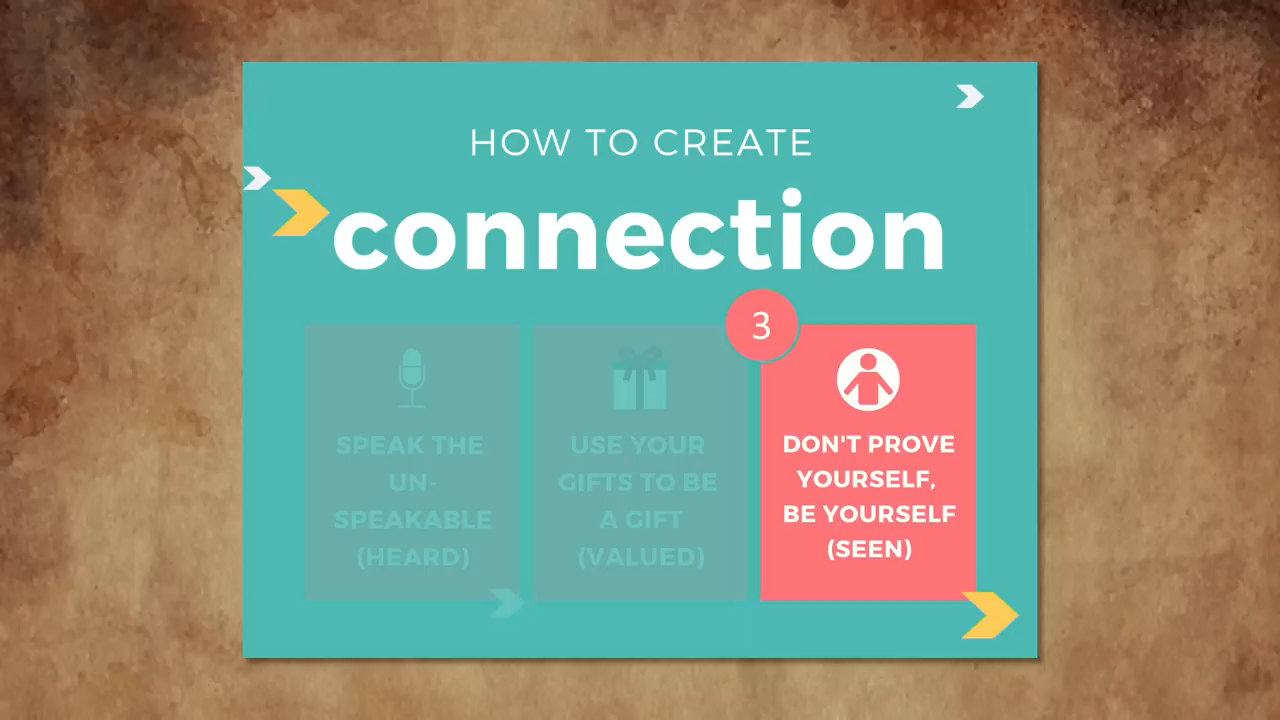 HOW TO CREATE
connection
3
SPEAK THE
UN-
SPEAKABLE
(HEARD)
USE YOUR
GIFTS TO BE
A GIFT
(VALUED)
DON'T PROVE
YOURSELF,
BE YOURSELF
(SEEN)